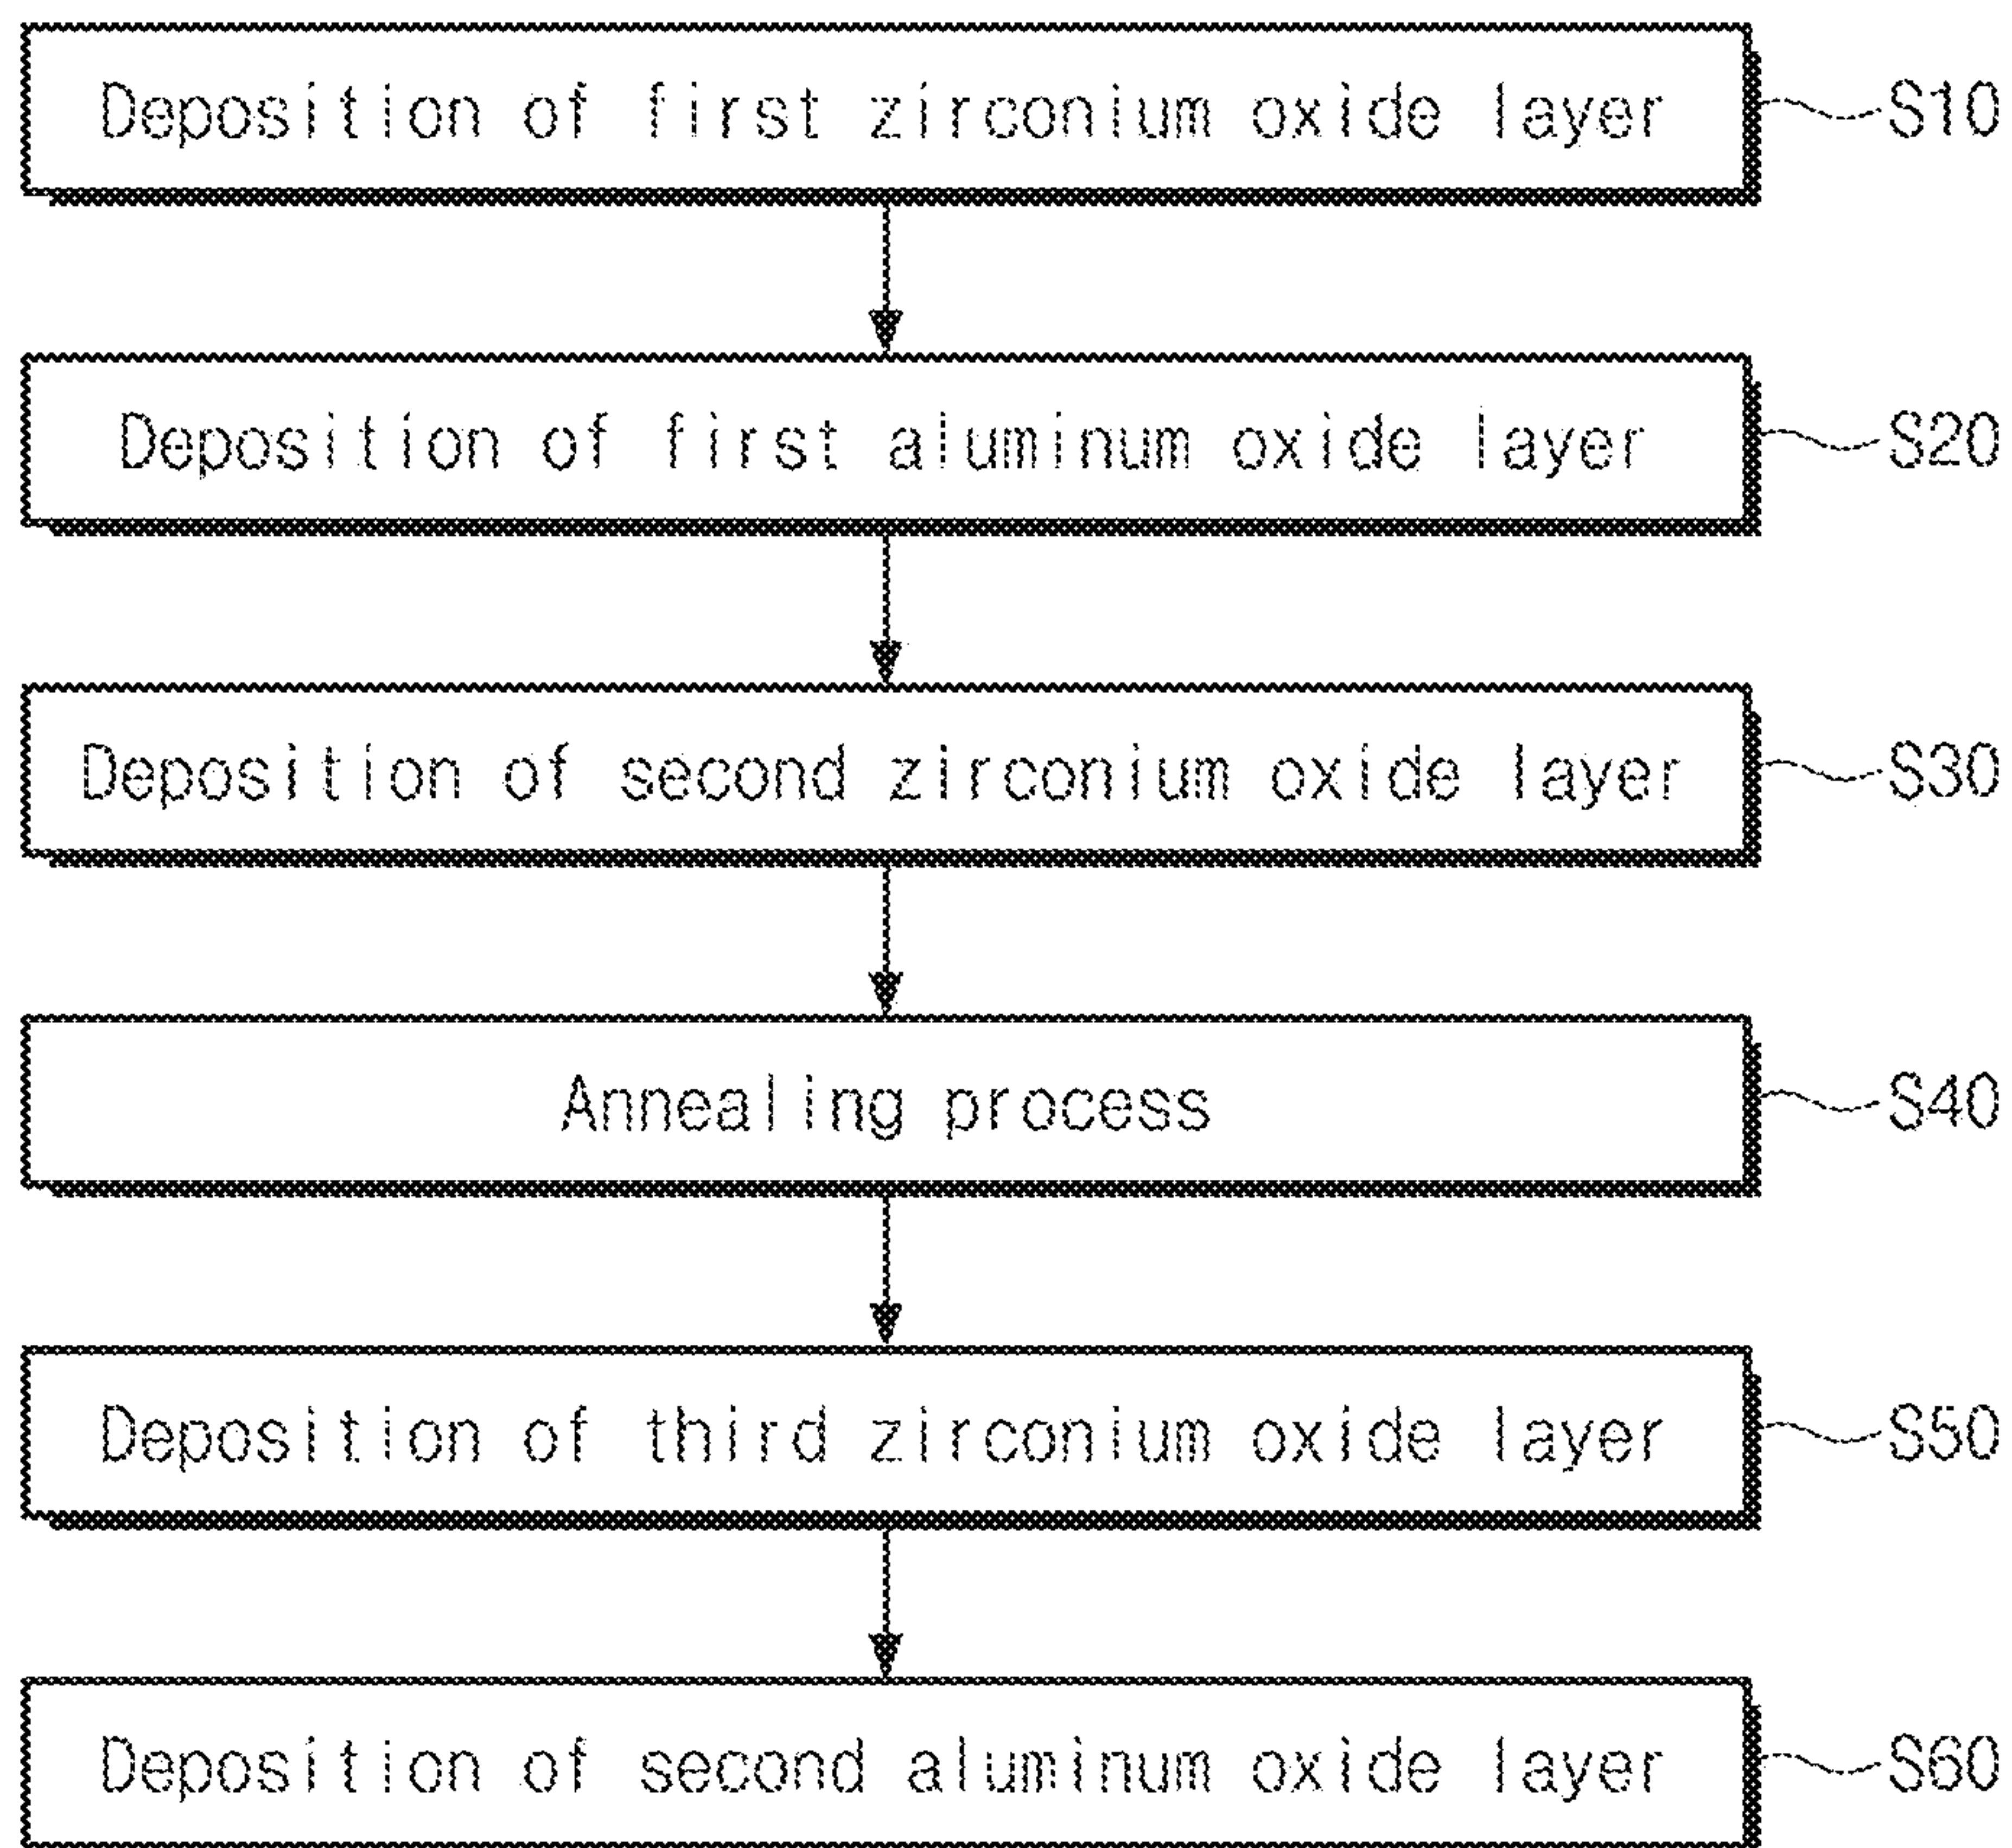 Deposition of first zirconium oxide layer S10
Deposition of first aluminum oxide layer S20
Deposition of second zirconium oxide layer S30
Annealing process S40
Deposition of third zirconium oxide layer S50
Deposition of second aluminum oxide layer S60